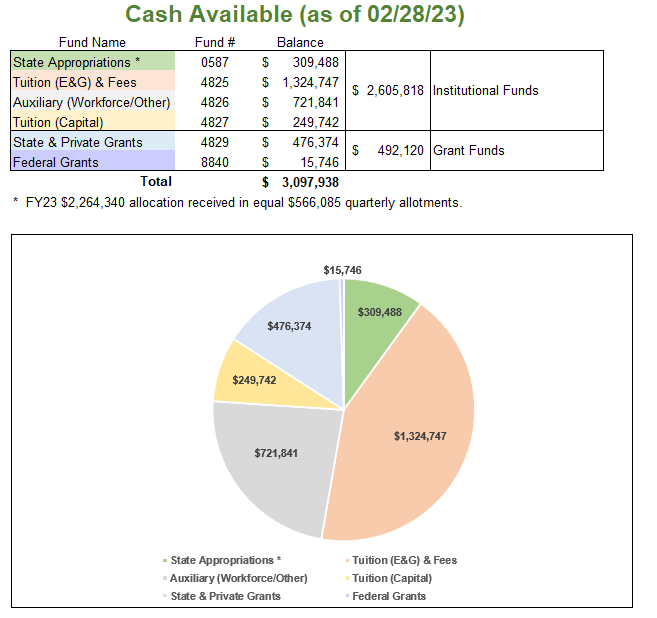 Cash Available (as of 02/28/23)
Fund Name Fund # Balance
State Appropriations * 0587 $ 309,488
Tuition (E&G) & Fees 4825 $ 1,324,747
$ 2,605,818 Institutional Funds
Auxiliary (Workforce/Other) 4826 $ 721,841
Tuition (Capital) 4827 $ 249,742
State & Private Grants 4829 $ 476,374
$ 492,120 Grant Funds
Federal Grants 8840 $ 15,746
Total $ 3,097,938
* FY23 $2,264,340 allocation received in equal $566,085 quarterly allotments.
$15,746
$309,488
$476,374
$249,742
$1,324,747
$721,841
State Appropriations * Tuition (E&G) & Fees
Auxiliary (Workforce/Other) Tuition (Capital)
State & Private Grants Federal Grants